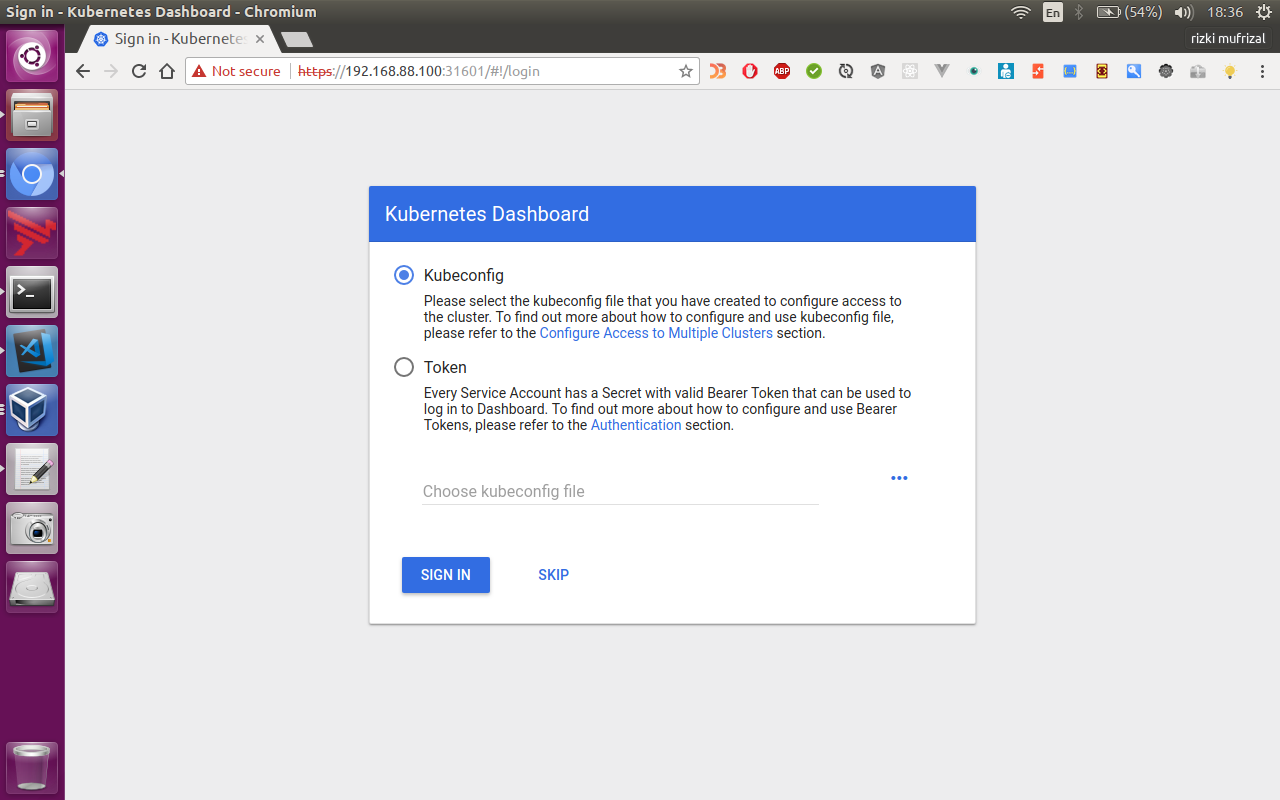 Sign in - Kubernetes Dashboard - Chromium
En
(54%)
18:36
Sign in - Kubernetes
rizki mufrizal
Not secure
https://192.168.88.100:31601/#!/login
ABP
Kubernetes Dashboard
Kubeconfig
Please select the kubeconfig file that you have created to configure access to
the cluster. To find out more about how to configure and use kubeconfig file,
please refer to the Configure Access to Multiple Clusters section.
Token
Every Service Account has a Secret with valid Bearer Token that can be used to
log in to Dashboard. To find out more about how to configure and use Bearer
Tokens, please refer to the Authentication section.
Choose kubeconfig file
SIGN IN
SKIP